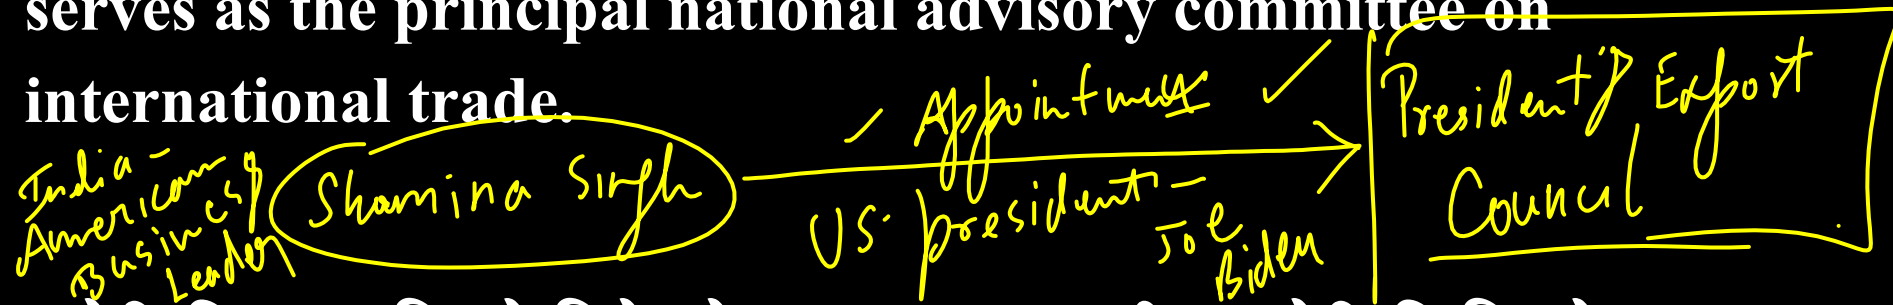 serves as the principal national advisory committee on
international trade.
India-
American
Business
Leader
Shamina Singh
Appointment
US president -
Joe
Biden
President's Export
Council